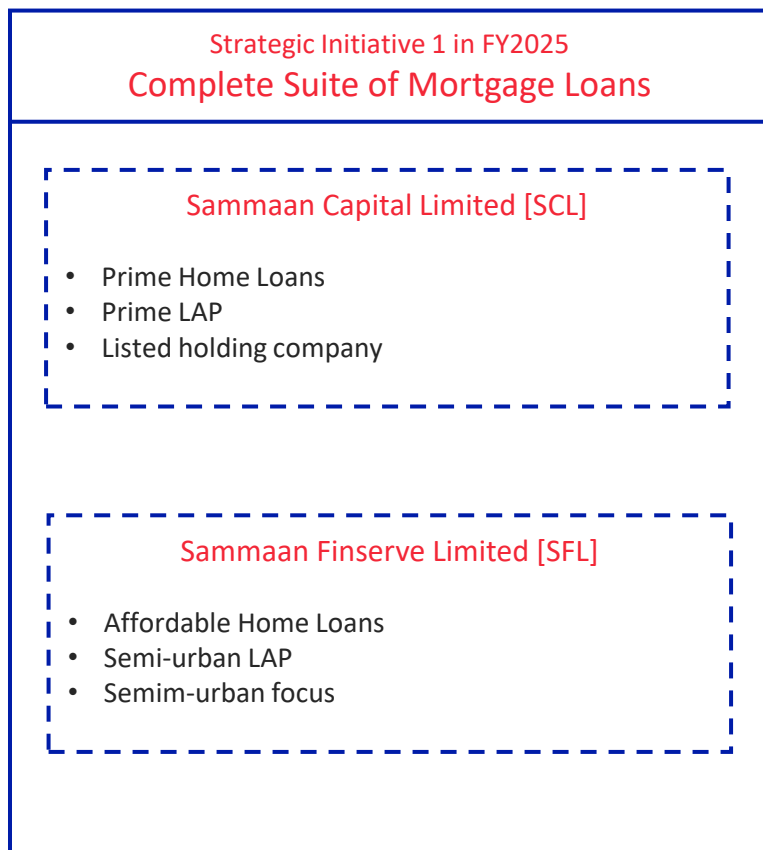 Strategic Initiative 1 in FY2025
Complete Suite of Mortgage Loans
Sammaan Capital Limited [SCL]
• Prime Home Loans
• Prime LAP
• Listed holding company
Sammaan Finserve Limited [SFL]
• Affordable Home Loans
• Semi-urban LAP
• Semim-urban focus